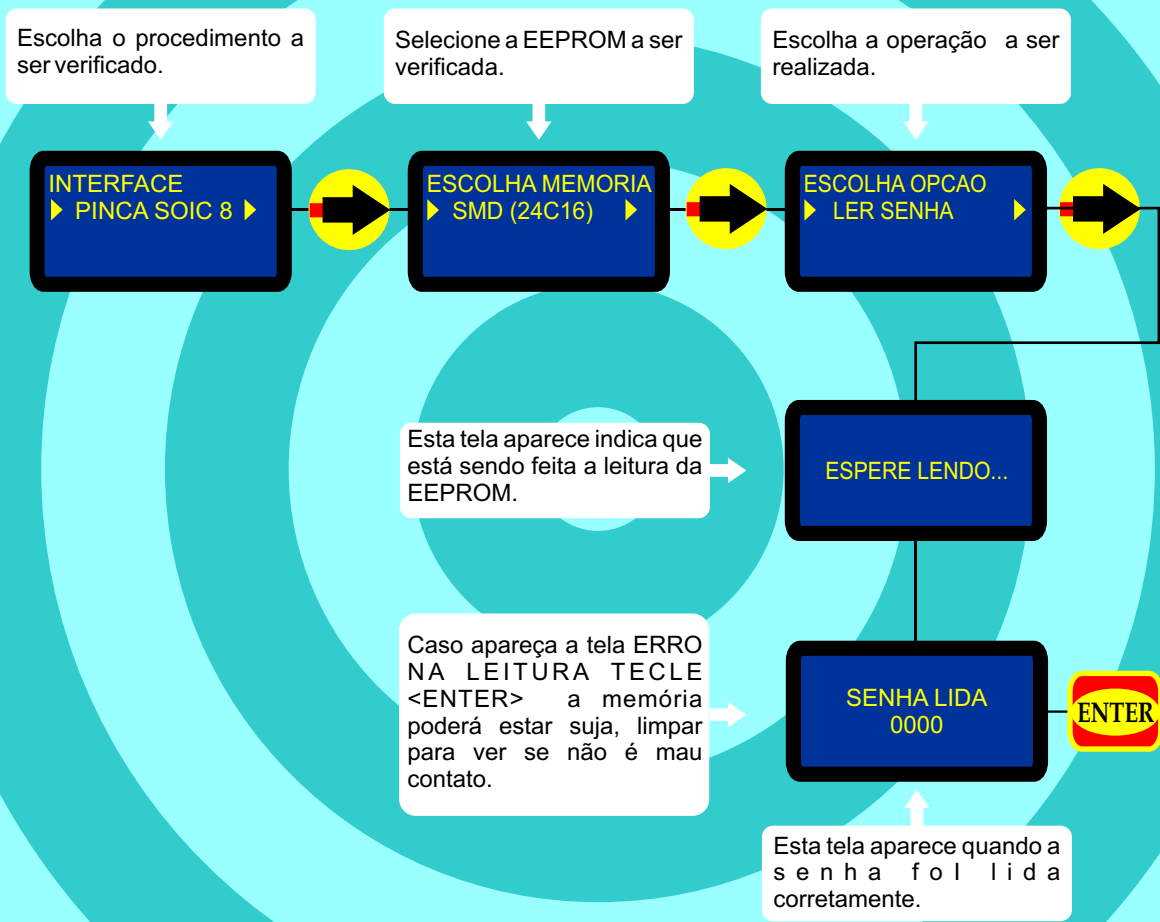 Escolha o procedimento a
ser verificado.
Selecione a EEPROM a ser
verificada.
Escolha a operação a ser
realizada.
INTERFACE
PINCA SOIC 8
ESCOLHA MEMORIA
SMD (24C16)
ESCOLHA OPCAO
LER SENHA
Esta tela aparece indica que
está sendo feita a leitura da
EEPROM.
ESPERE LENDO...
Caso apareça a tela ERRO
NA LEITURA TECLE
<ENTER> a memória
poderá estar suja, limpar
para ver se não é mau
contato.
SENHA LIDA
0000
ENTER
Esta tela aparece quando a
senha foI lida
corretamente.